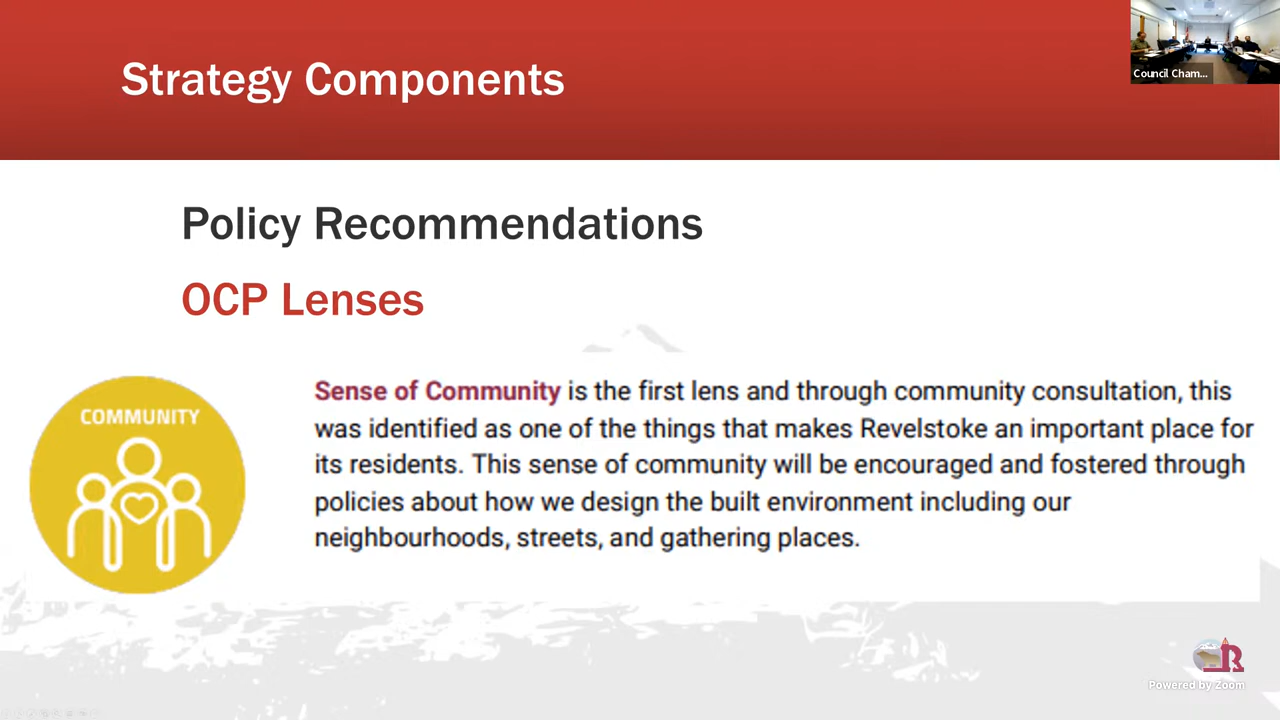 Strategy Components
Council Cham...
Policy Recommendations
OCP Lenses
COMMUNITY
Sense of Community is the first lens and through community consultation, this
was identified as one of the things that makes Revelstoke an important place for
its residents. This sense of community will be encouraged and fostered through
policies about how we design the built environment including our
neighbourhoods, streets, and gathering places.
R
Powered by Zoom